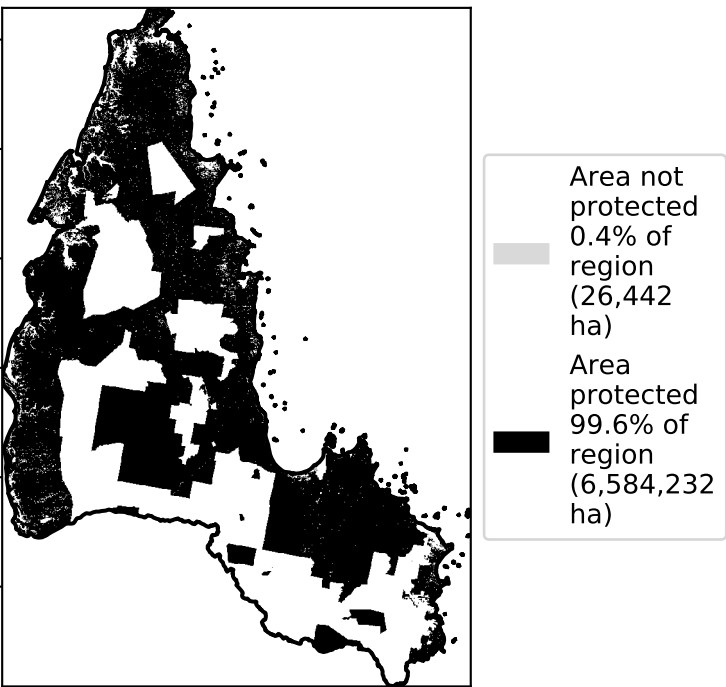 Area not
protected
0.4% of
region
(26,442
ha)
Area
protected
99.6% of
region
(6,584,232
ha)